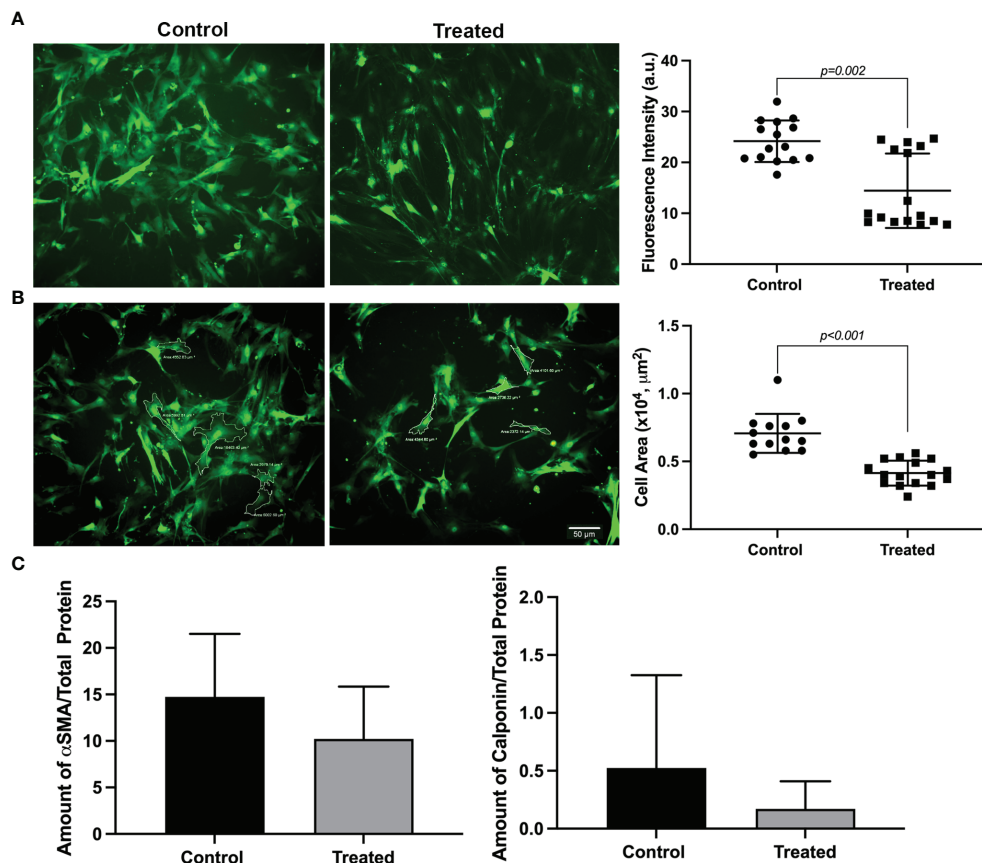 A
Control
Treated
Fluorescence Intensity (a.u.)
40
30
20
10
0
p=0.002
Control
Treated
B
50 μm
Cell Area (x10⁴, μm²)
1.5
1.0
0.5
0.0
p<0.001
Control
Treated
C
Amount of αSMA/Total Protein
25
20
15
10
5
0
Control
Treated
Amount of Calponin/Total Protein
2.0
1.5
1.0
0.5
0.0
Control
Treated